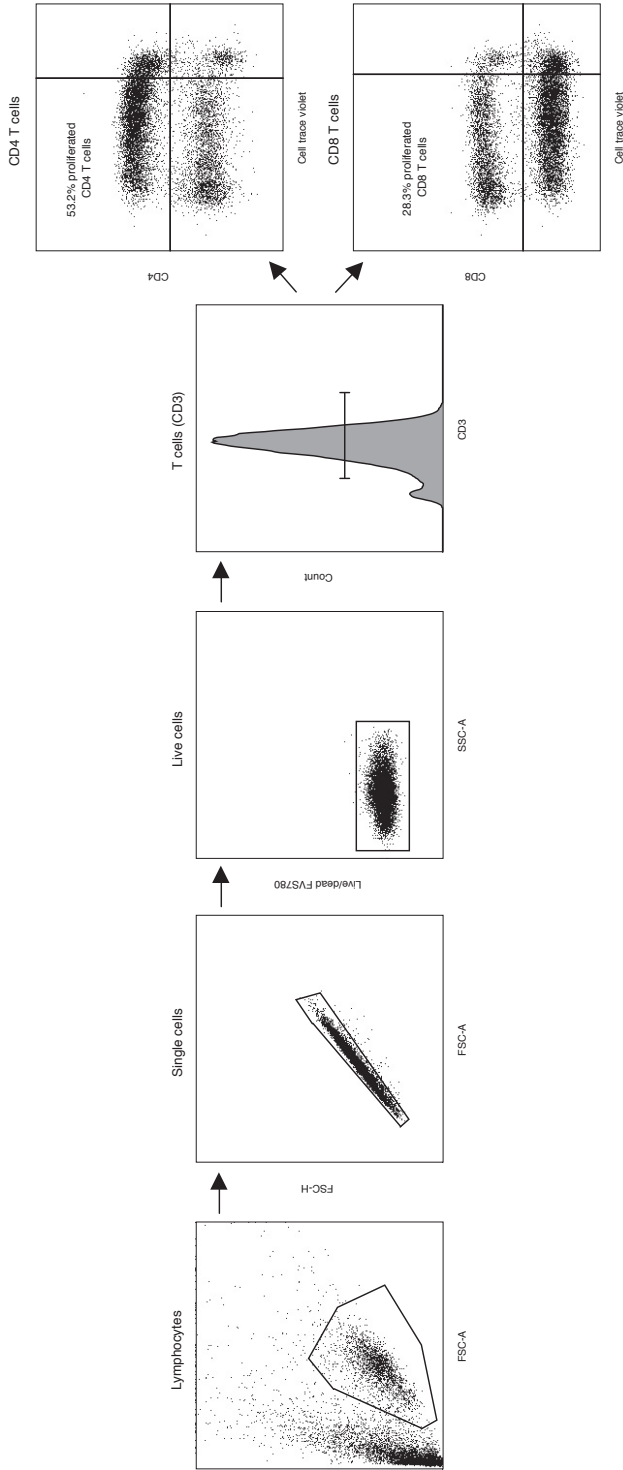 Lymphocytes
FSC-A
Single cells
FSC-H
FSC-A
Live cells
Live/dead FVS780
SSC-A
T cells (CD3)
Count
CD3
CD4 T cells
53.2% proliferated
CD4 T cells
CD4
Cell trace violet
CD8 T cells
28.3% proliferated
CD8 T cells
CD8
Cell trace violet